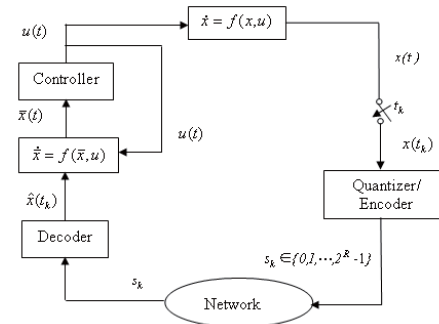 u(t)
ẋ = f(x,u)
x(t)
Controller
t_k
x̄(t)
u(t)
x(t_k)
x̄̇ = f(x̄,u)
Quantizer/
Encoder
x̂(t_k)
Decoder
s_k ∈{0,1,⋯,2^R -1}
s_k
Network